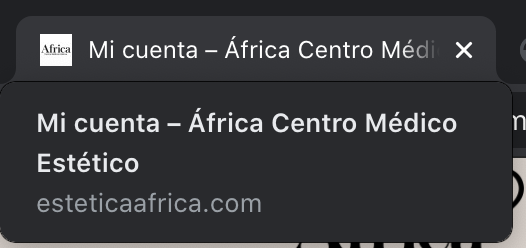 África
Mi cuenta – África Centro Médi
Mi cuenta – África Centro Médico
Estético
esteticaafrica.com